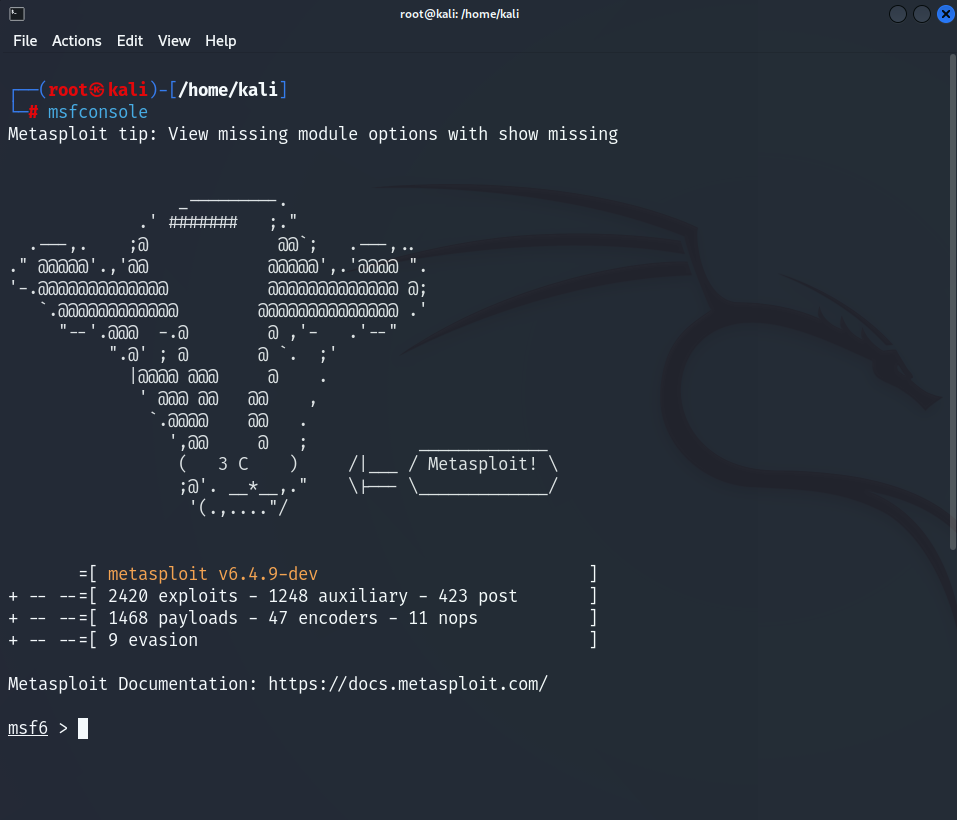 root@kali: /home/kali
File Actions Edit View Help
┌──(root㉿kali)-[/home/kali]
└─# msfconsole
Metasploit tip: View missing module options with show missing
                 _---------.
             .' #######   ;."
  .---,.    ;@             @@`;   .---,..
." @@@@@'.,'@@            @@@@@',.'@@@@ ".
'-.@@@@@@@@@@@@@          @@@@@@@@@@@@@ @;
   `.@@@@@@@@@@@@        @@@@@@@@@@@@@@ .'
     "--'.@@@  -.@        @ ,'-   .'--"
          ".@' ; @       @ `.  ;'
            |@@@@ @@@     @    .
             ' @@@ @@   @@    ,
              `.@@@@    @@   .
                ',@@     @   ;           _____________
                 (   3 C    )     /|___ / Metasploit! \
                 ;@'. __*__,."    \|--- \_____________/
                  '(.,...."/
       =[ metasploit v6.4.9-dev                           ]
+ -- --=[ 2420 exploits - 1248 auxiliary - 423 post       ]
+ -- --=[ 1468 payloads - 47 encoders - 11 nops           ]
+ -- --=[ 9 evasion                                       ]
Metasploit Documentation: https://docs.metasploit.com/
msf6 >